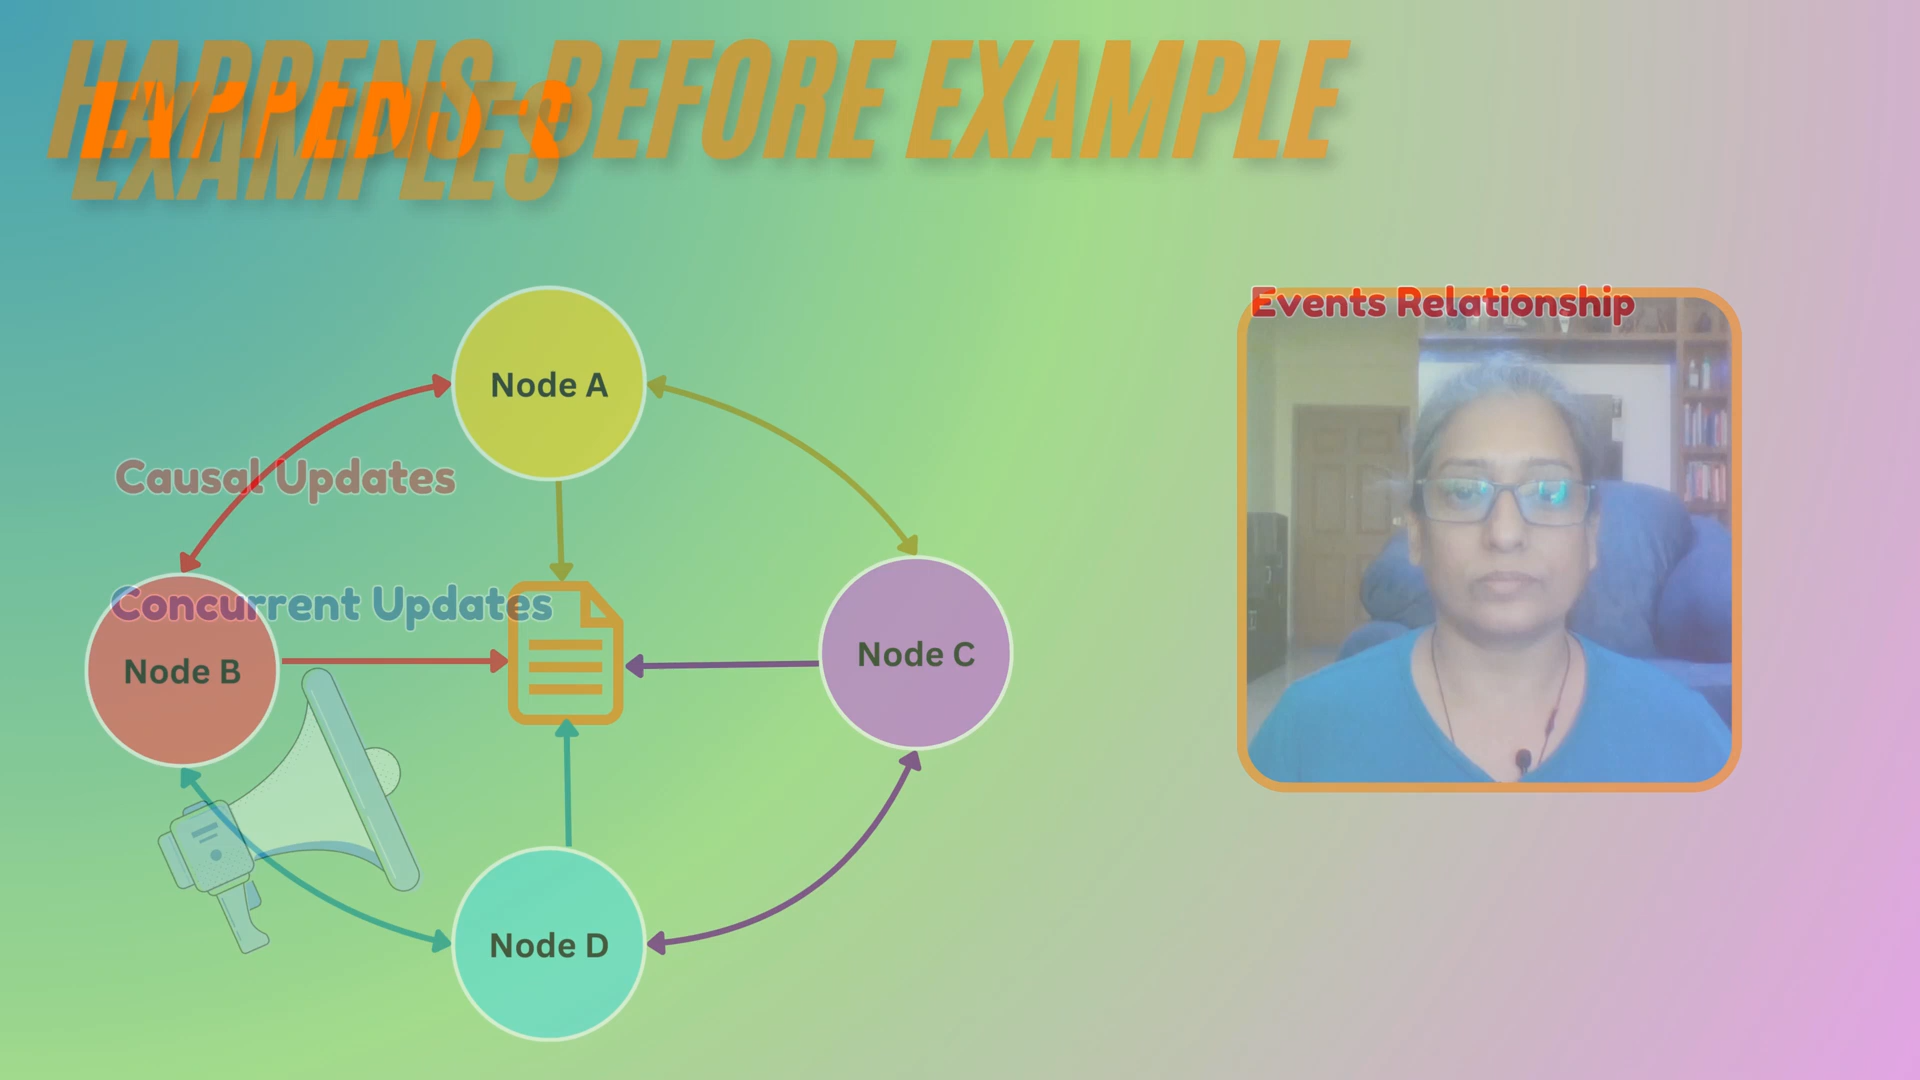 HAPPENS-BEFORE EXAMPLE
EXAMPLES
Events Relationship
Node A
Causal Updates
Concurrent Updates
Node B
Node C
Node D